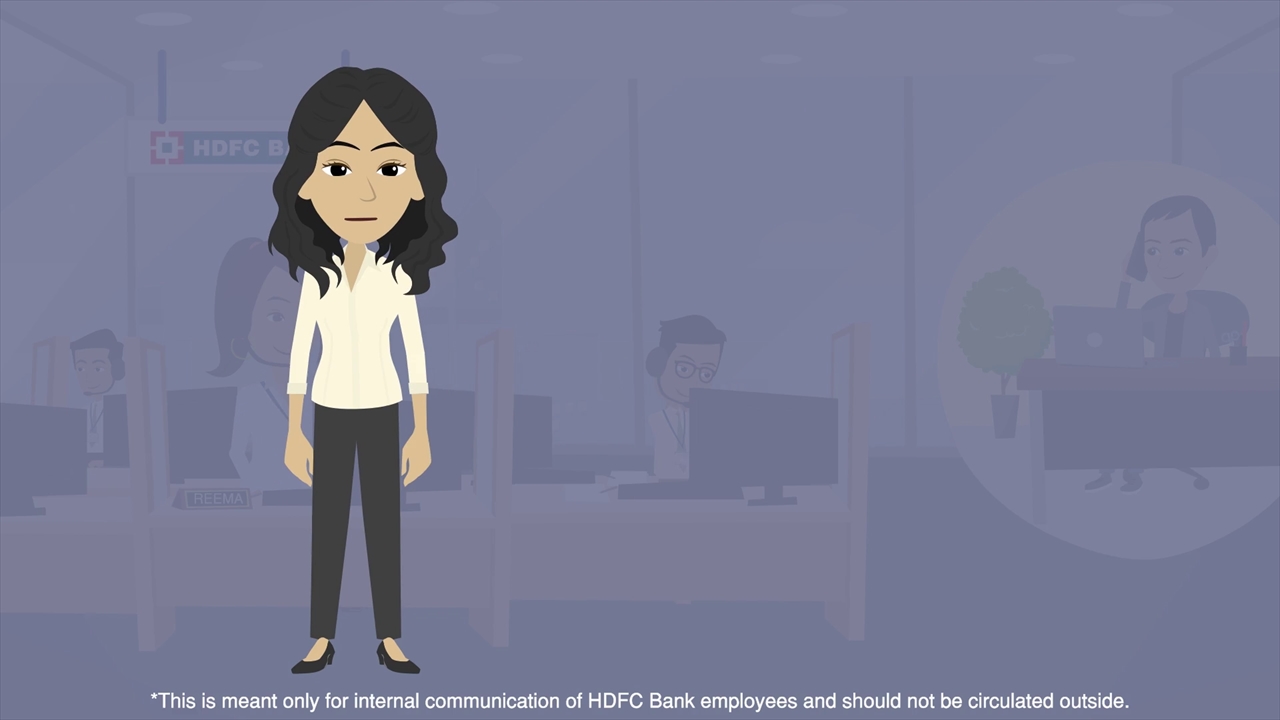 HDFC B
REEMA
*This is meant only for internal communication of HDFC Bank employees and should not be circulated outside.